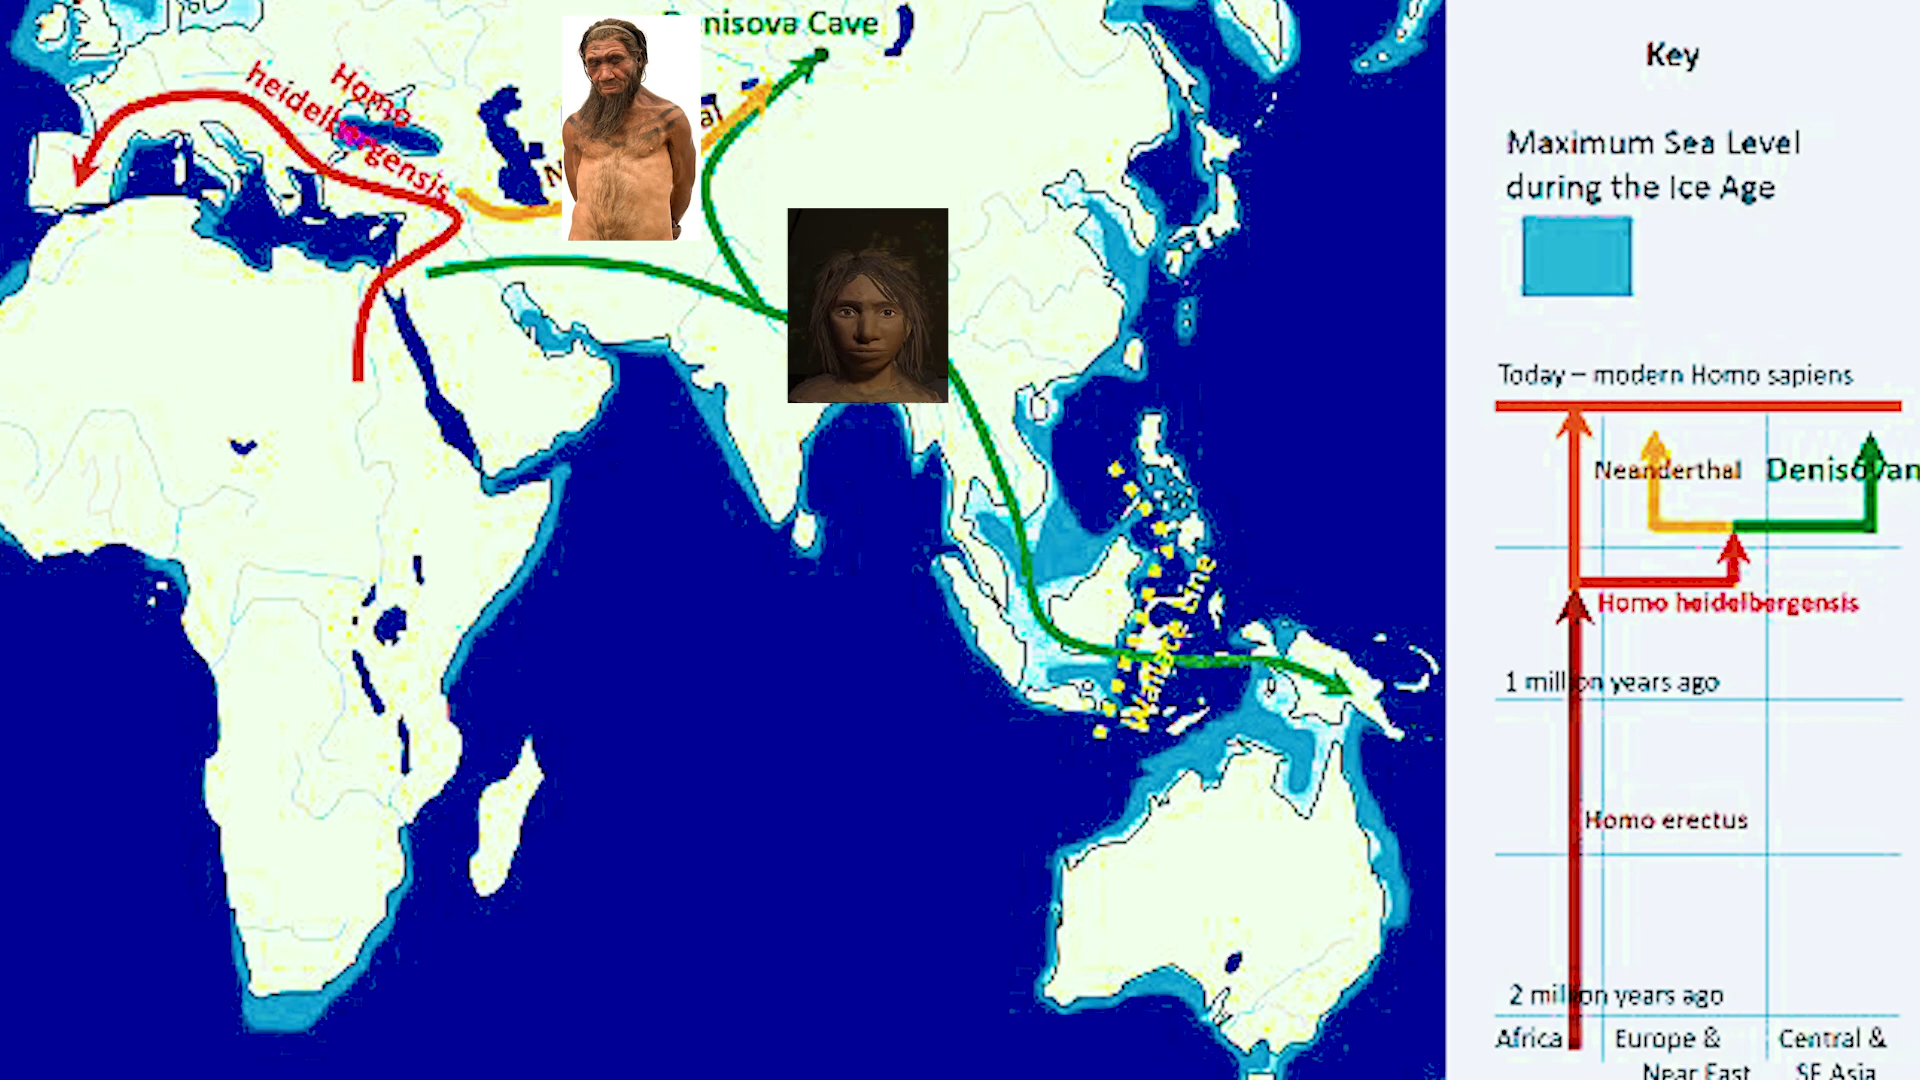 nisova Cave
Homo
heidelbergensis
Wallace Line
Key
Maximum Sea Level
during the Ice Age
Today – modern Homo sapiens
Neanderthal
Denisovan
Homo heidelbergensis
1 million years ago
Homo erectus
2 million years ago
Africa
Europe &
Near East
Central &
SE Asia